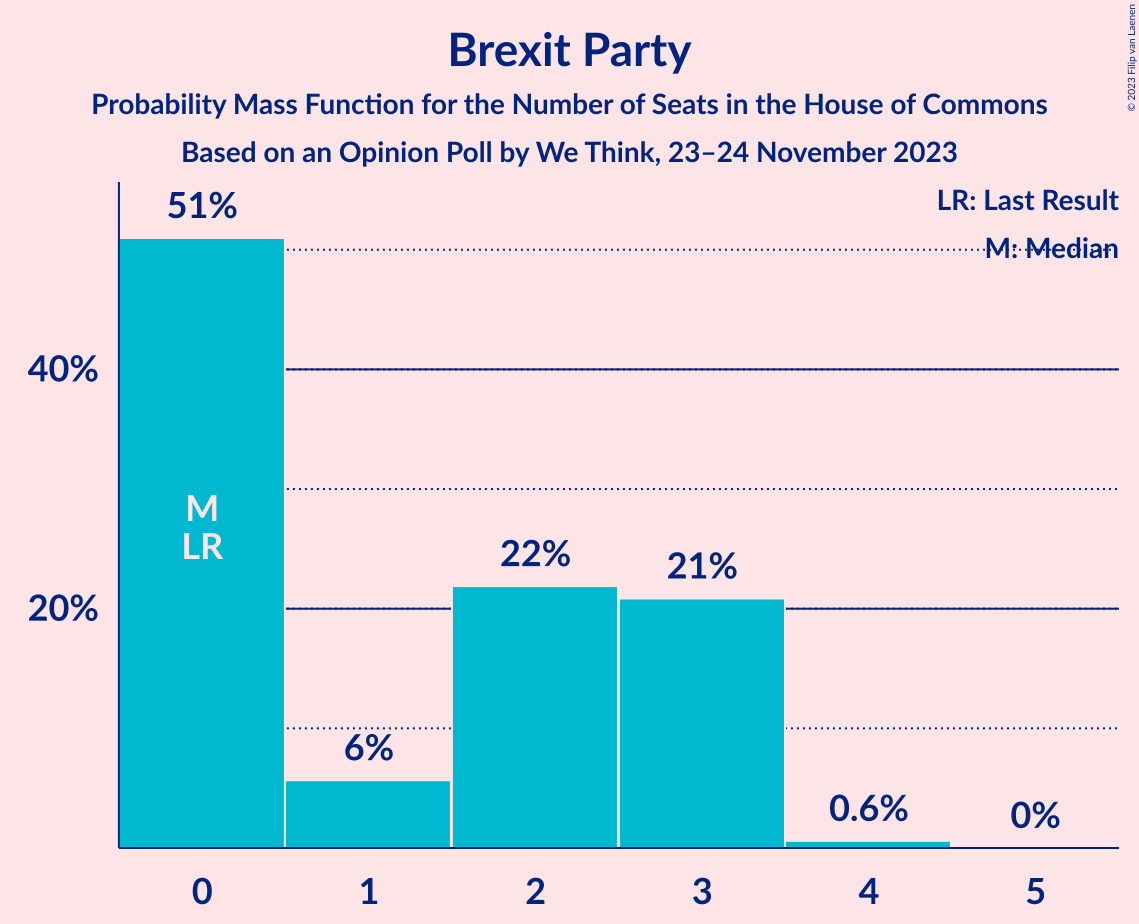 Brexit Party
Probability Mass Function for the Number of Seats in the House of Commons
Based on an Opinion Poll by We Think, 23–24 November 2023
© 2023 Filip van Laenen
LR: Last Result
M: Median
51%
40%
20%
M
LR
6%
22%
21%
0.6%
0%
0
1
2
3
4
5